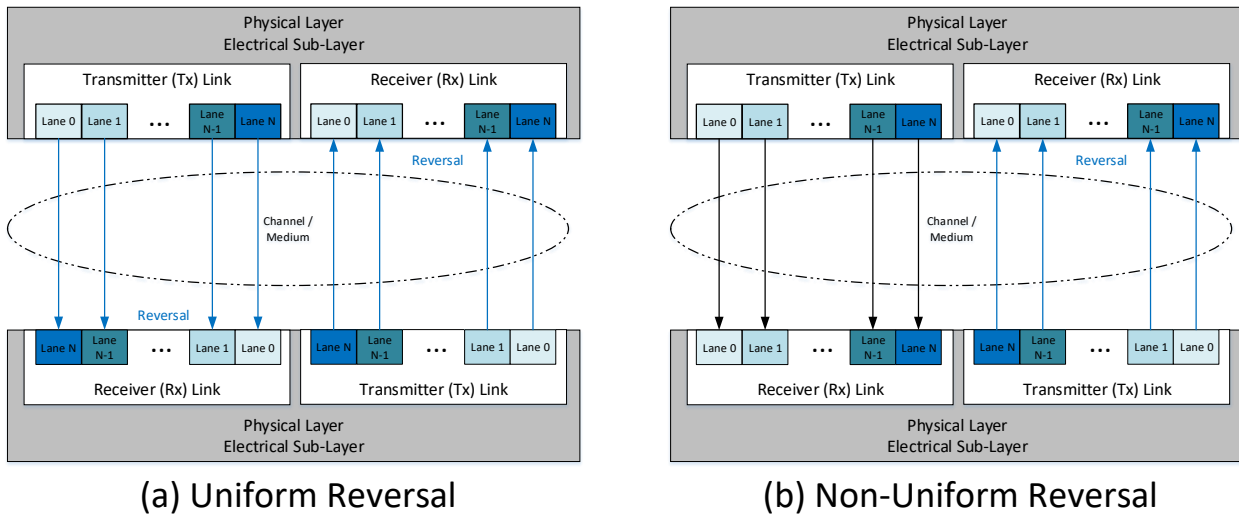 Physical Layer
Electrical Sub-Layer
Transmitter (Tx) Link
Receiver (Rx) Link
Lane 0
Lane 1
...
Lane
N-1
Lane N
Lane 0
Lane 1
...
Lane
N-1
Lane N
Reversal
Channel /
Medium
Reversal
Lane N
Lane
N-1
...
Lane 1
Lane 0
Lane N
Lane
N-1
...
Lane 1
Lane 0
Receiver (Rx) Link
Transmitter (Tx) Link
Physical Layer
Electrical Sub-Layer
(a) Uniform Reversal
Physical Layer
Electrical Sub-Layer
Transmitter (Tx) Link
Receiver (Rx) Link
Lane 0
Lane 1
...
Lane
N-1
Lane N
Lane 0
Lane 1
...
Lane
N-1
Lane N
Reversal
Channel /
Medium
Lane 0
Lane 1
...
Lane
N-1
Lane N
Lane N
Lane
N-1
...
Lane 1
Lane 0
Receiver (Rx) Link
Transmitter (Tx) Link
Physical Layer
Electrical Sub-Layer
(b) Non-Uniform Reversal